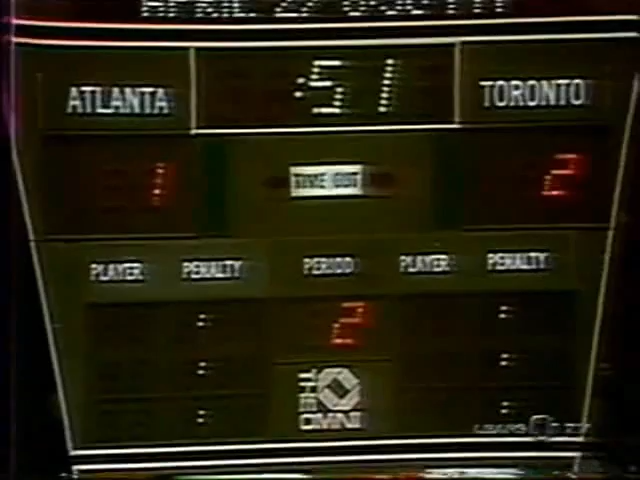 ATLANTA :51 TORONTO
1 TIME OUT 2
PLAYER PENALTY PERIOD PLAYER PENALTY
: 2 :
: :
: :
THE OMNI